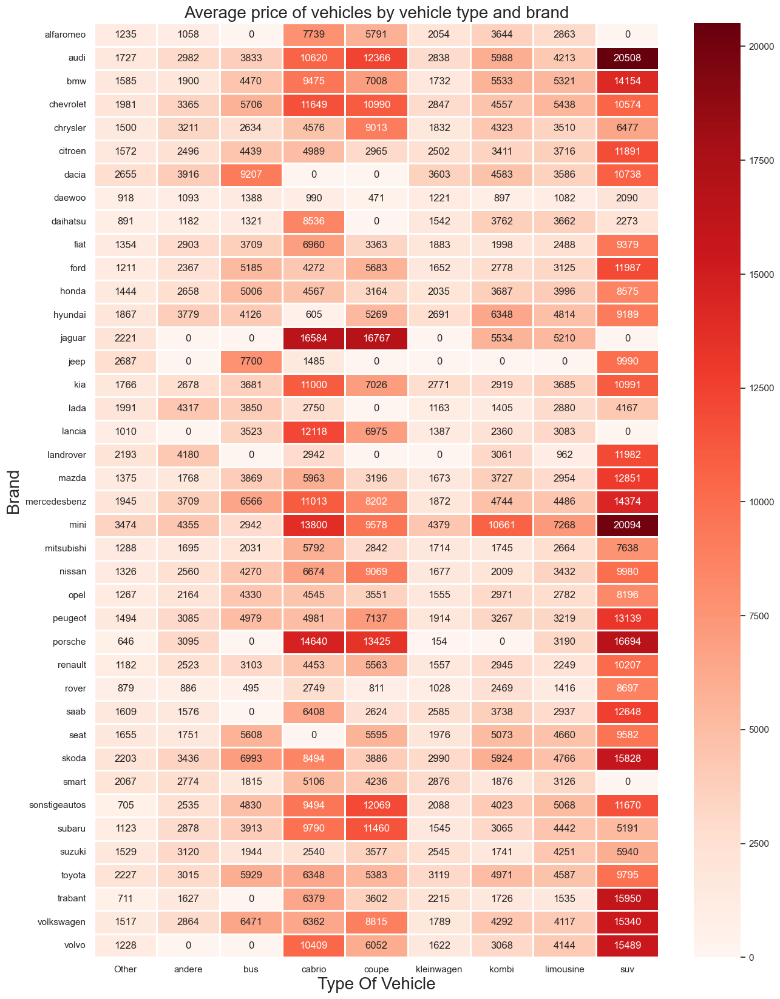 Average price of vehicles by vehicle type and brand
alfaromeo 1235 1058 0 7739 5791 2054 3644 2863 0
audi 1727 2982 3833 10620 12366 2838 5988 4213 20508
bmw 1585 1900 4470 9475 7008 1732 5533 5321 14154
chevrolet 1981 3365 5706 11649 10990 2847 4557 5438 10574
chrysler 1500 3211 2634 4576 9013 1832 4323 3510 6477
citroen 1572 2496 4439 4989 2965 2502 3411 3716 11891
dacia 2655 3916 9207 0 0 3603 4583 3586 10738
daewoo 918 1093 1388 990 471 1221 897 1082 2090
daihatsu 891 1182 1321 8536 0 1542 3762 3662 2273
fiat 1354 2903 3709 6960 3363 1883 1998 2488 9379
ford 1211 2367 5185 4272 5683 1652 2778 3125 11987
honda 1444 2658 5006 4567 3164 2035 3687 3996 8575
hyundai 1867 3779 4126 605 5269 2691 6348 4814 9189
jaguar 2221 0 0 16584 16767 0 5534 5210 0
jeep 2687 0 7700 1485 0 0 0 0 9990
kia 1766 2678 3681 11000 7026 2771 2919 3685 10991
lada 1991 4317 3850 2750 0 1163 1405 2880 4167
lancia 1010 0 3523 12118 6975 1387 2360 3083 0
landrover 2193 4180 0 2942 0 0 3061 962 11982
mazda 1375 1768 3869 5963 3196 1673 3727 2954 12851
mercedesbenz 1945 3709 6566 11013 8202 1872 4744 4486 14374
mini 3474 4355 2942 13800 9578 4379 10661 7268 20094
mitsubishi 1288 1695 2031 5792 2842 1714 1745 2664 7638
nissan 1326 2560 4270 6674 9069 1677 2009 3432 9980
opel 1267 2164 4330 4545 3551 1555 2971 2782 8196
peugeot 1494 3085 4979 4981 7137 1914 3267 3219 13139
porsche 646 3095 0 14640 13425 154 0 3190 16694
renault 1182 2523 3103 4453 5563 1557 2945 2249 10207
rover 879 886 495 2749 811 1028 2469 1416 8697
saab 1609 1576 0 6408 2624 2585 3738 2937 12648
seat 1655 1751 5608 0 5595 1976 5073 4660 9582
skoda 2203 3436 6993 8494 3886 2990 5924 4766 15828
smart 2067 2774 1815 5106 4236 2876 1876 3126 0
sonstigeautos 705 2535 4830 9494 12069 2088 4023 5068 11670
subaru 1123 2878 3913 9790 11460 1545 3065 4442 5191
suzuki 1529 3120 1944 2540 3577 2545 1741 4251 5940
toyota 2227 3015 5929 6348 5383 3119 4971 4587 9795
trabant 711 1627 0 6379 3602 2215 1726 1535 15950
volkswagen 1517 2864 6471 6362 8815 1789 4292 4117 15340
volvo 1228 0 0 10409 6052 1622 3068 4144 15489
Other andere bus cabrio coupe kleinwagen kombi limousine suv
Type Of Vehicle
Brand
20000
17500
15000
12500
10000
7500
5000
2500
0